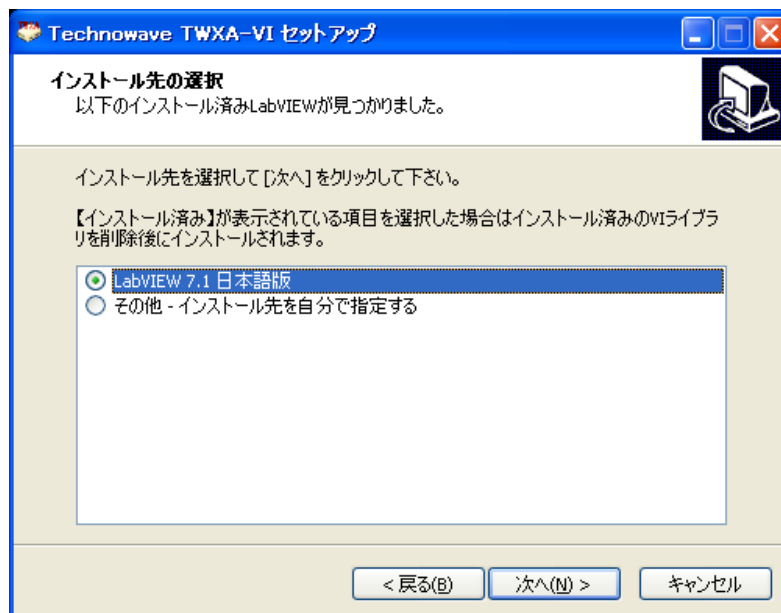 Technowave TWXA-VI セットアップ
インストール先の選択
以下のインストール済みLabVIEWが見つかりました。
インストール先を選択して [次へ] をクリックして下さい。
【インストール済み】が表示されている項目を選択した場合はインストール済みのVIライブラ
リを削除後にインストールされます。
LabVIEW 7.1 日本語版
その他 - インストール先を自分で指定する
< 戻る(B)
次へ(N) >
キャンセル